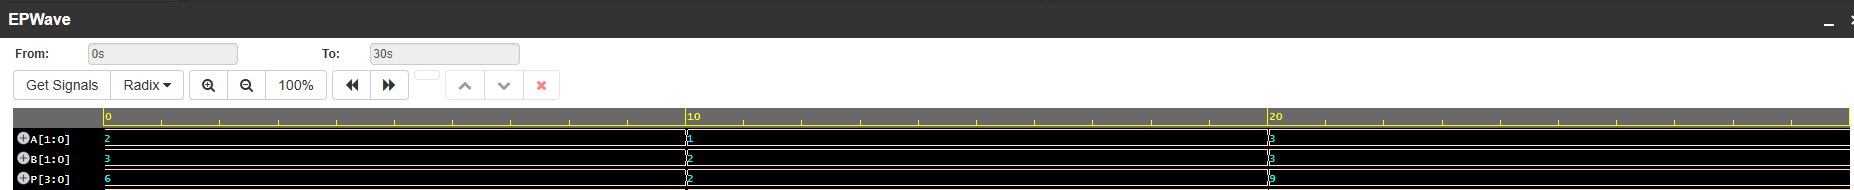 EPWave
From: 0s To: 30s
Get Signals Radix 100%
0 10 20
A[1:0] 2 1 3
B[1:0] 3 2 3
P[3:0] 6 2 9